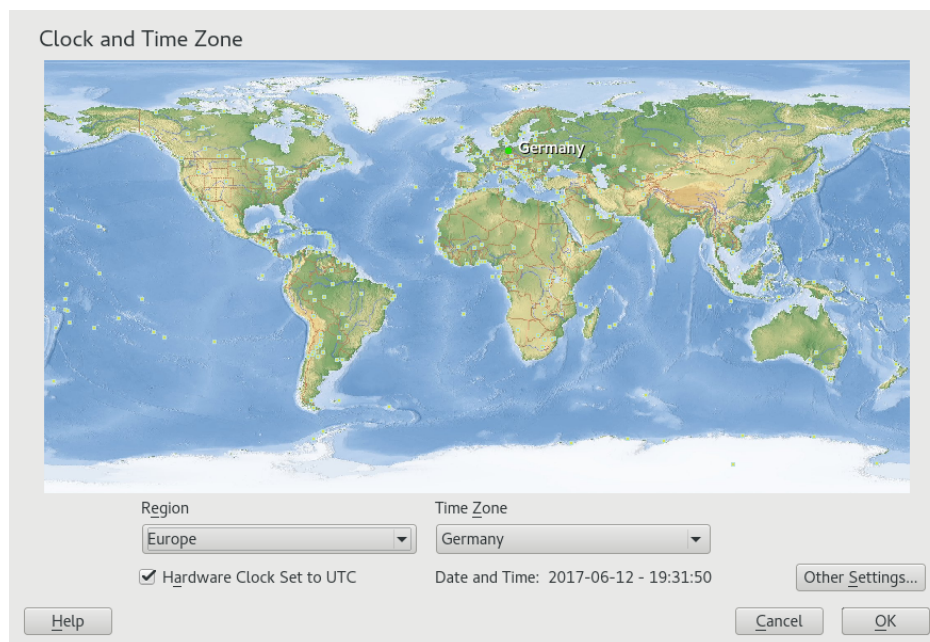 Clock and Time Zone
Germany
Region
Time Zone
Europe
Germany
Hardware Clock Set to UTC
Date and Time: 2017-06-12 - 19:31:50
Other Settings...
Help
Cancel
OK